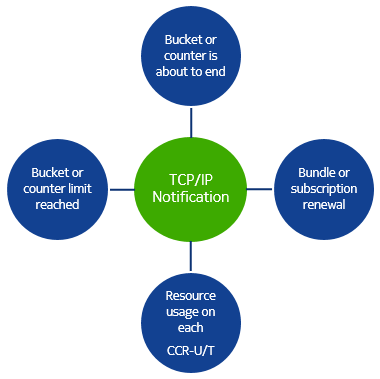 Bucket or
counter is
about to end
Bucket or
counter limit
reached
TCP/IP
Notification
Bundle or
subscription
renewal
Resource
usage on
each
CCR-U/T